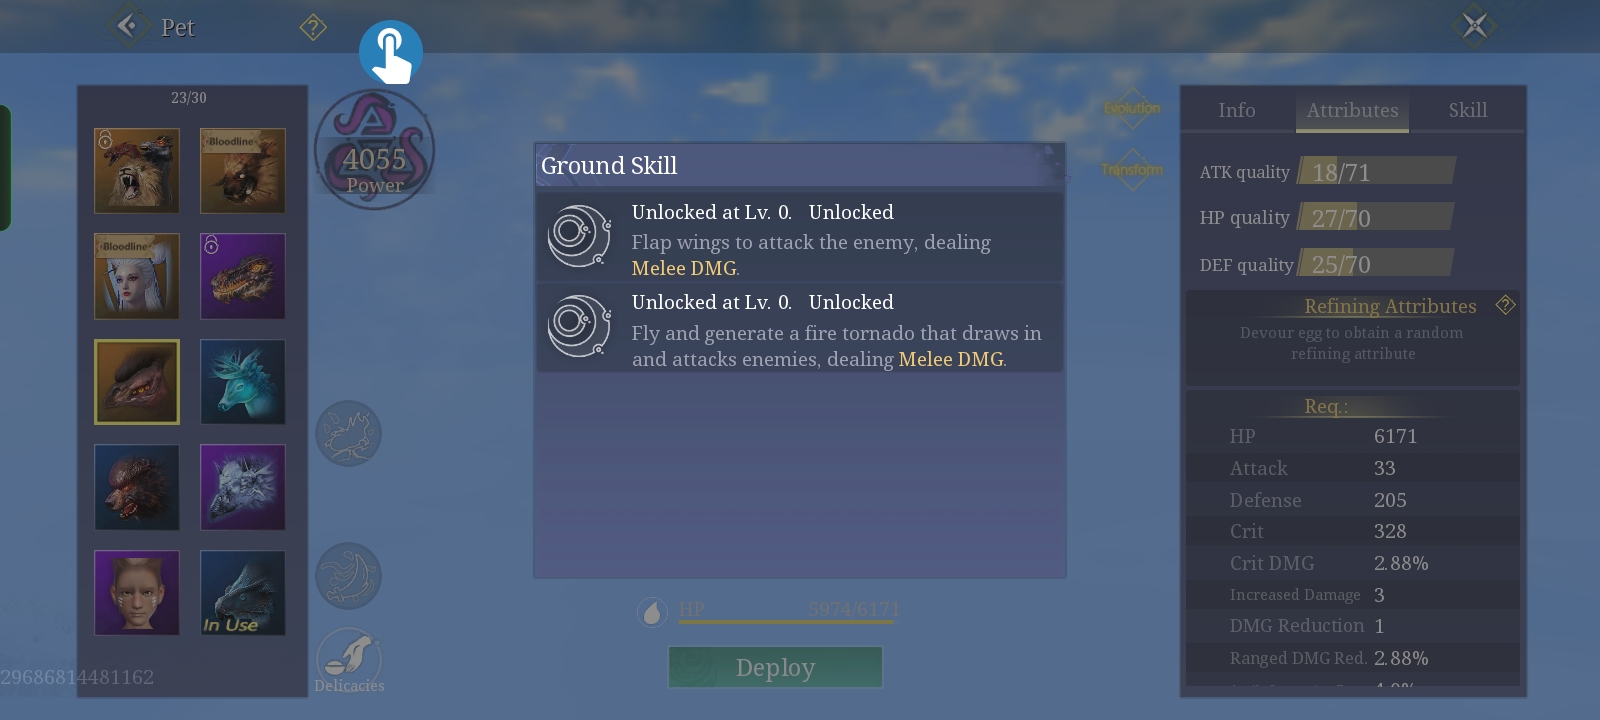 Pet
?
23/30
Bloodline
Bloodline
In Use
4055
Power
Delicacies
29686814481162
Ground Skill
Unlocked at Lv. 0. Unlocked
Flap wings to attack the enemy, dealing
Melee DMG.
Unlocked at Lv. 0. Unlocked
Fly and generate a fire tornado that draws in
and attacks enemies, dealing Melee DMG.
HP 5974/6171
Deploy
Evolution
Transform
Info Attributes Skill
ATK quality 18/71
HP quality 27/70
DEF quality 25/70
Refining Attributes ?
Devour egg to obtain a random
refining attribute
Req.:
HP 6171
Attack 33
Defense 205
Crit 328
Crit DMG 2.88%
Increased Damage 3
DMG Reduction 1
Ranged DMG Red. 2.88%